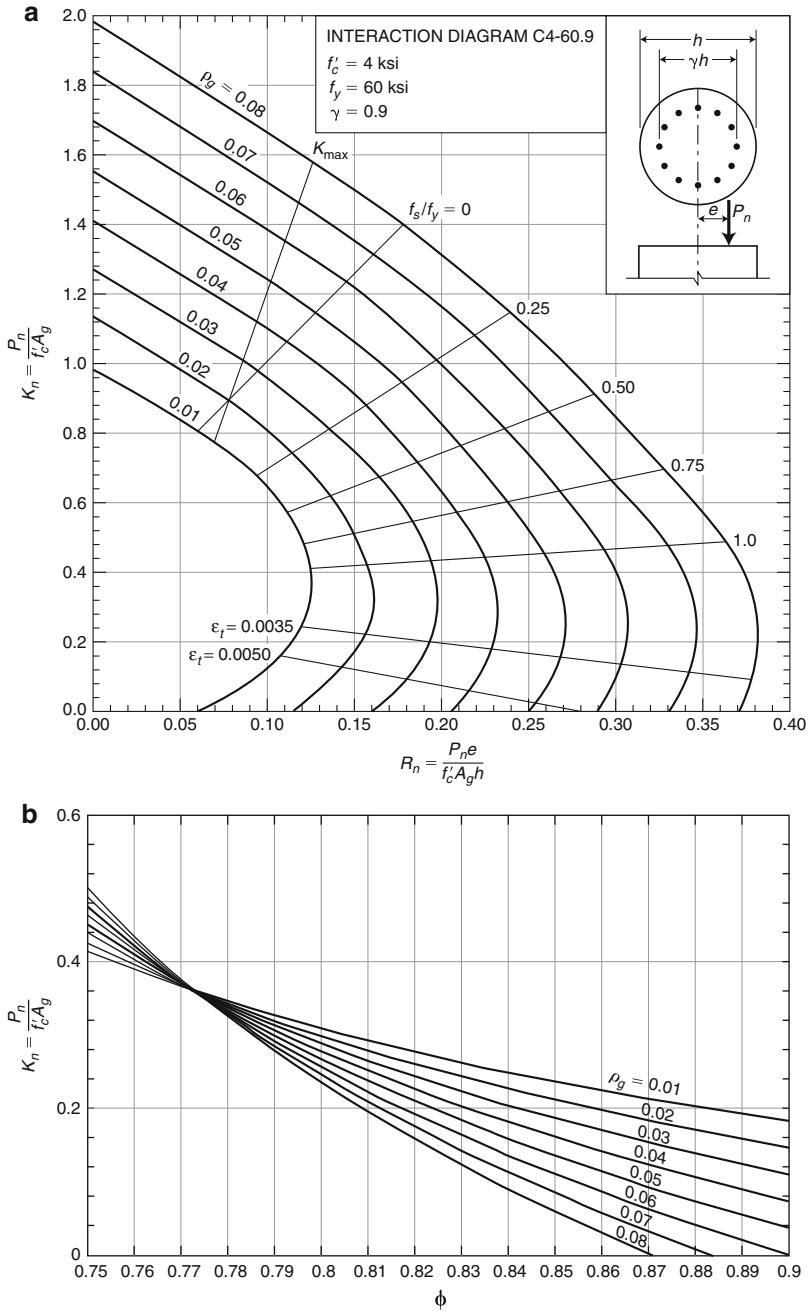 a
INTERACTION DIAGRAM C4-60.9
f′c = 4 ksi
fy = 60 ksi
γ = 0.9
h
γh
e
Pn
2.0
1.8
1.6
1.4
1.2
1.0
0.8
0.6
0.4
0.2
0.0
Kn = Pn / f′c Ag
ρg = 0.08
0.07
0.06
0.05
0.04
0.03
0.02
0.01
Kmax
fs/fy = 0
0.25
0.50
0.75
1.0
εt = 0.0035
εt = 0.0050
0.00 0.05 0.10 0.15 0.20 0.25 0.30 0.35 0.40
Rn = Pn e / f′c Ag h
b
0.6
0.4
0.2
0
Kn = Pn / f′c Ag
ρg = 0.01
0.02
0.03
0.04
0.05
0.06
0.07
0.08
0.75 0.76 0.77 0.78 0.79 0.8 0.81 0.82 0.83 0.84 0.85 0.86 0.87 0.88 0.89 0.9
ϕ